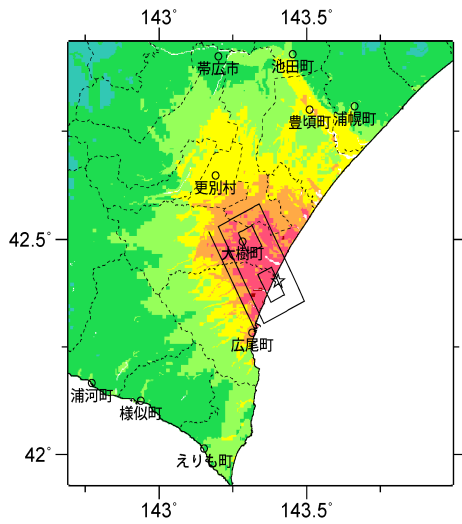 143° 143.5°
帯広市
池田町
豊頃町 浦幌町
更別村
42.5°
大樹町
広尾町
浦河町
様似町
42°
えりも町
143° 143.5°